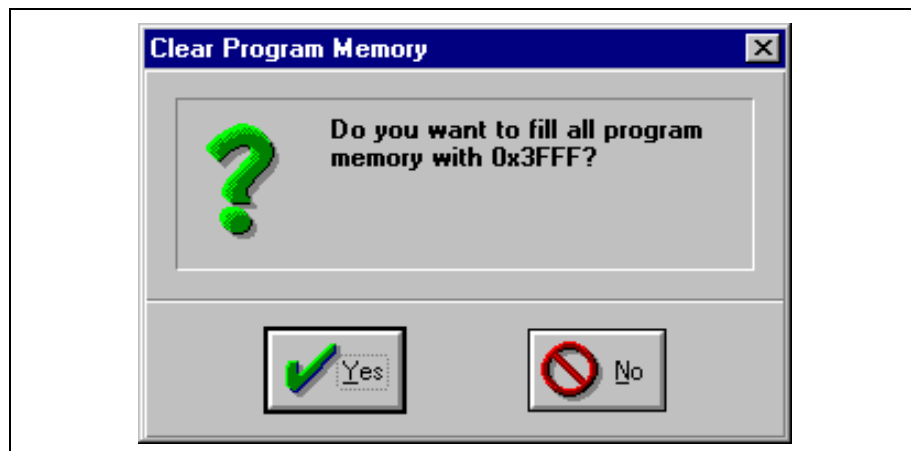 Clear Program Memory
Do you want to fill all program
memory with 0x3FFF?
Yes
No